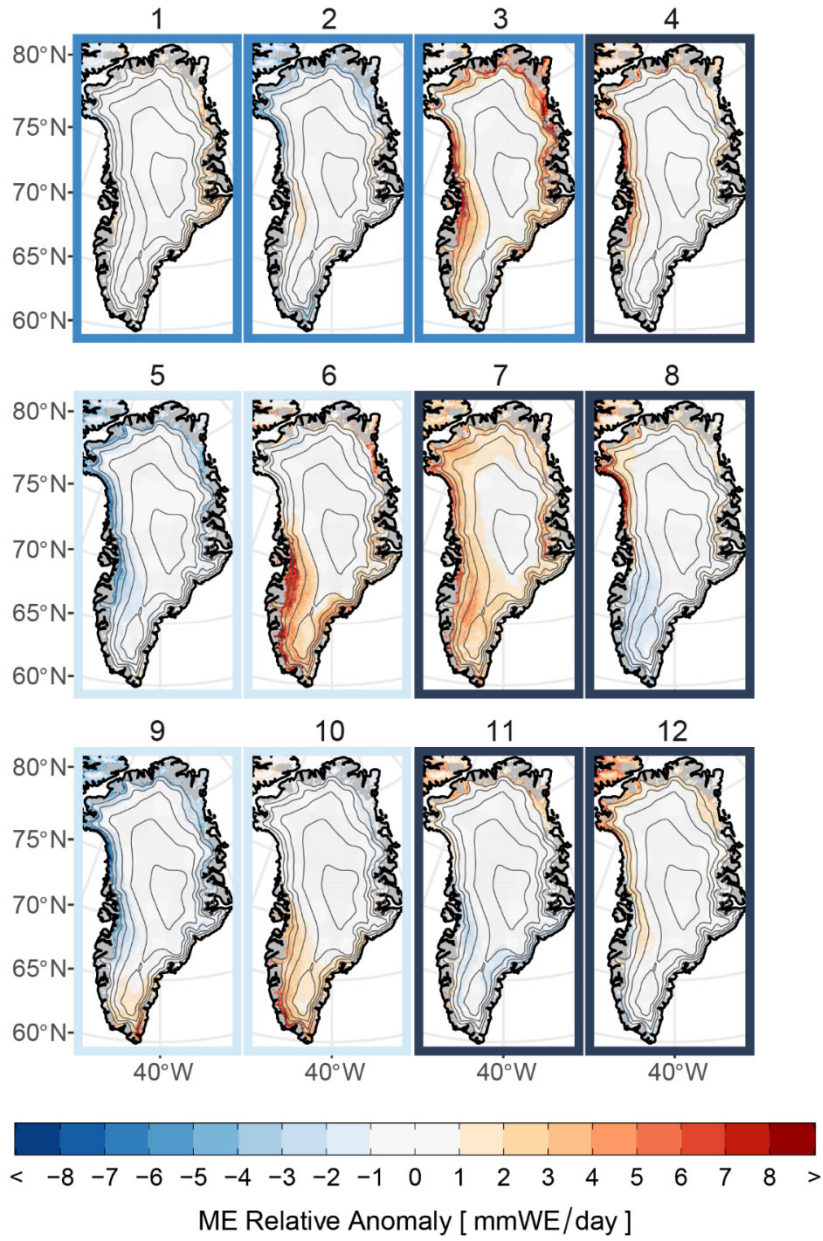 1 2 3 4
80°N
75°N
70°N
65°N
60°N
5 6 7 8
80°N
75°N
70°N
65°N
60°N
9 10 11 12
80°N
75°N
70°N
65°N
60°N
40°W 40°W 40°W 40°W
< −8 −7 −6 −5 −4 −3 −2 −1 0 1 2 3 4 5 6 7 8 >
ME Relative Anomaly [ mmWE/day ]